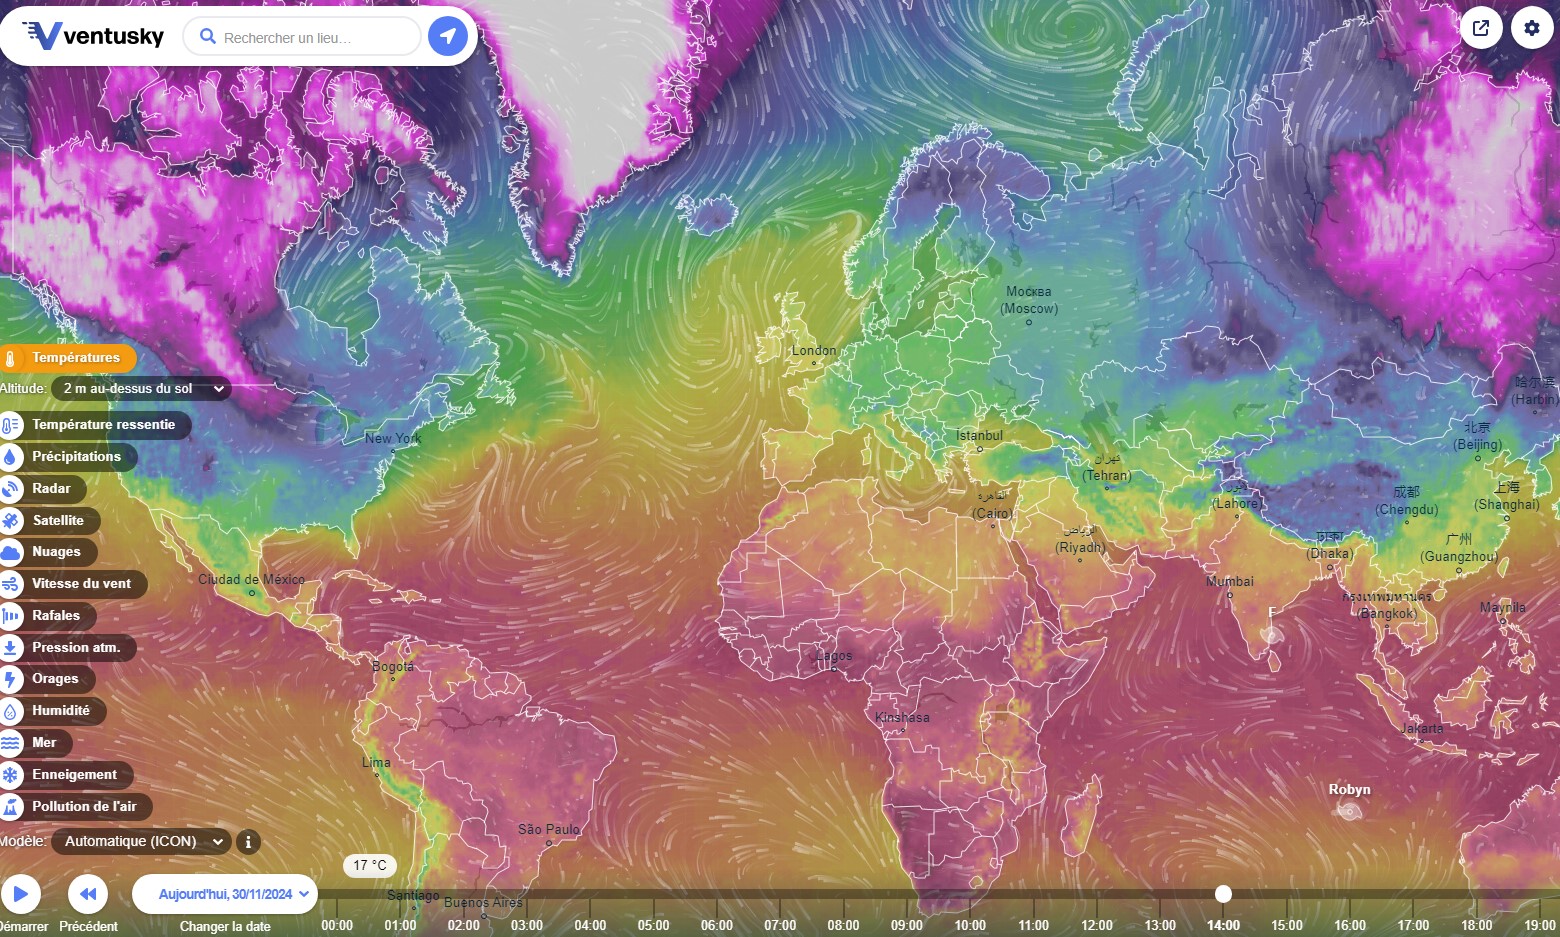 ventusky
Rechercher un lieu…
Températures
Altitude: 2 m au-dessus du sol
Température ressentie
Précipitations
Radar
Satellite
Nuages
Vitesse du vent
Rafales
Pression atm.
Orages
Humidité
Mer
Enneigement
Pollution de l'air
Modèle: Automatique (ICON)
Москва
(Moscow)
London
New York
İstanbul
تهران
(Tehran)
القاهرة
(Cairo)
الرياض
(Riyadh)
(Lahore)
哈尔滨
(Harbin)
北京
(Beijing)
成都
(Chengdu)
上海
(Shanghai)
广州
(Guangzhou)
(Dhaka)
Mumbai
กรุงเทพมหานคร
(Bangkok)
Maynila
F
Ciudad de México
Bogotá
Lagos
Kinshasa
Jakarta
Lima
Robyn
São Paulo
17 °C
Santiago
Buenos Aires
Aujourd'hui, 30/11/2024
Démarrer
Précédent
Changer la date
00:00 01:00 02:00 03:00 04:00 05:00 06:00 07:00 08:00 09:00 10:00 11:00 12:00 13:00 14:00 15:00 16:00 17:00 18:00 19:00